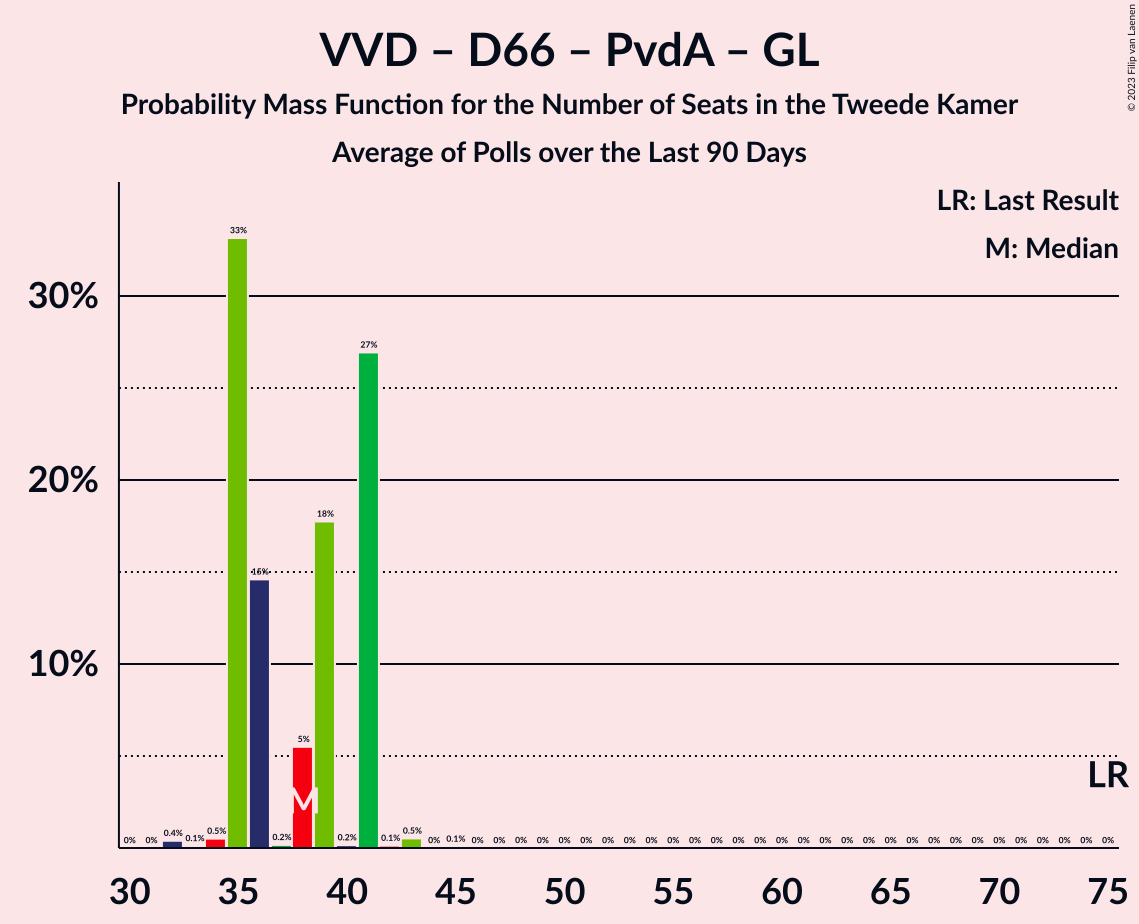 VVD – D66 – PvdA – GL
Probability Mass Function for the Number of Seats in the Tweede Kamer
Average of Polls over the Last 90 Days
© 2023 Filip van Laenen
LR: Last Result
M: Median
30%
20%
10%
0% 0% 0.4% 0.1% 0.5% 33% 15% 0.2% 5% 18% 0.2% 27% 0.1% 0.5% 0% 0.1% 0% 0% 0% 0% 0% 0% 0% 0% 0% 0% 0% 0% 0% 0% 0% 0% 0% 0% 0% 0% 0% 0% 0% 0% 0% 0% 0% 0% 0% 0%
M
LR
30 35 40 45 50 55 60 65 70 75